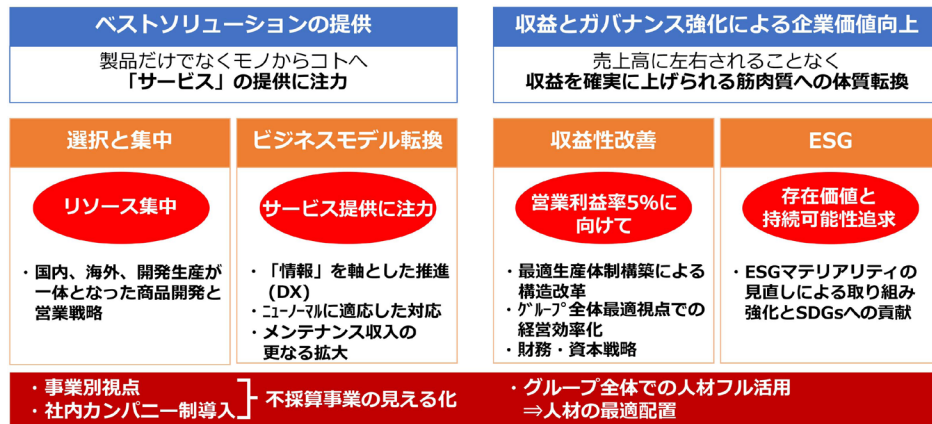 ベストソリューションの提供
製品だけでなくモノからコトへ
「サービス」の提供に注力
収益とガバナンス強化による企業価値向上
売上高に左右されることなく
収益を確実に上げられる筋肉質への体質転換
選択と集中
リソース集中
・国内、海外、開発生産が
一体となった商品開発と
営業戦略
ビジネスモデル転換
サービス提供に注力
・「情報」を軸とした推進
(DX)
・ﾆｭｰﾉｰﾏﾙに適応した対応
・メンテナンス収入の
更なる拡大
収益性改善
営業利益率5%に
向けて
・最適生産体制構築による
構造改革
・ｸﾞﾙｰﾌﾟ全体最適視点での
経営効率化
・財務・資本戦略
ESG
存在価値と
持続可能性追求
・ESGマテリアリティの
見直しによる取り組み
強化とSDGsへの貢献
・事業別視点
・社内カンパニー制導入
不採算事業の見える化
・グループ全体での人材フル活用
⇒人材の最適配置